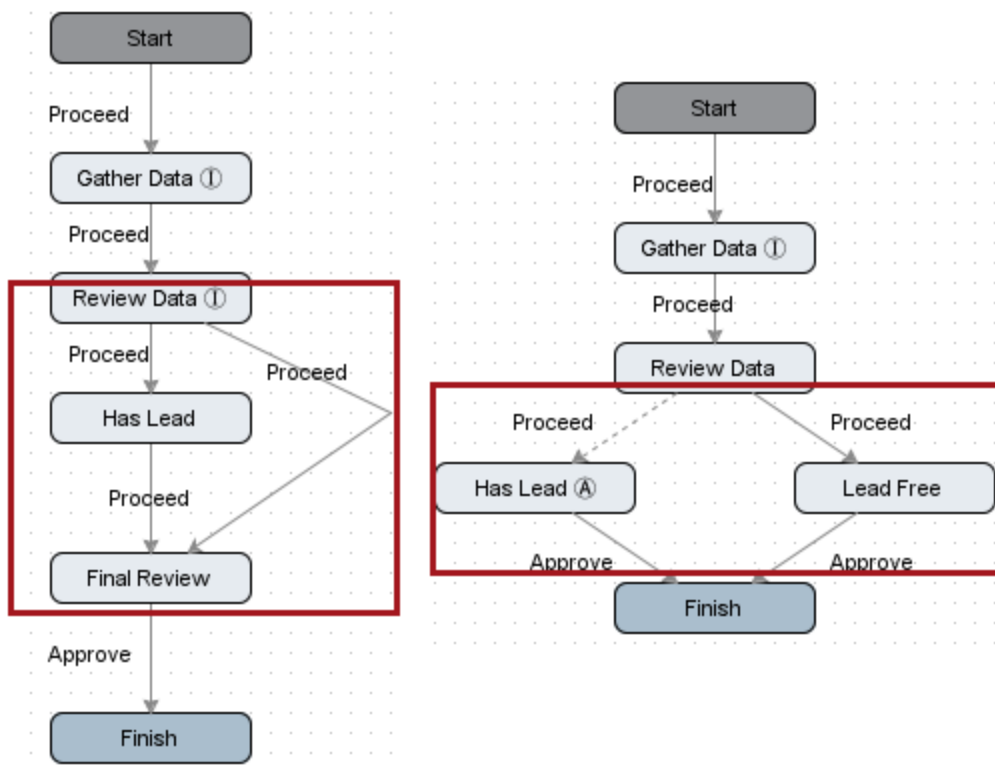 Start
Proceed
Gather Data Ⓘ
Proceed
Review Data Ⓘ
Proceed
Proceed
Has Lead
Proceed
Final Review
Approve
Finish
Start
Proceed
Gather Data Ⓘ
Proceed
Review Data
Proceed
Proceed
Has Lead Ⓐ
Lead Free
Approve
Approve
Finish